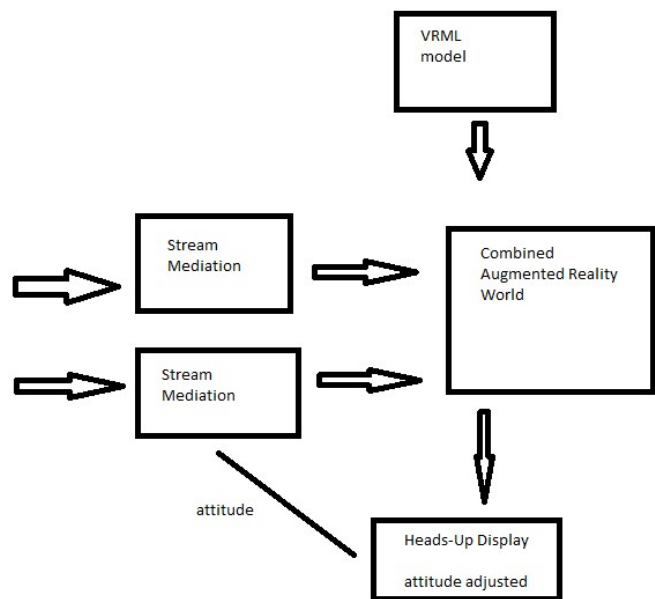 VRML
model
Stream
Mediation
Combined
Augmented Reality
World
Stream
Mediation
attitude
Heads-Up Display
attitude adjusted